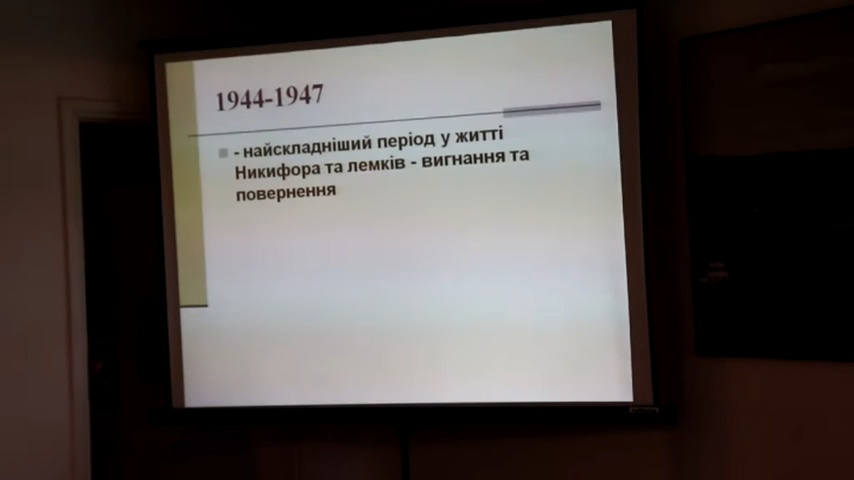 1944-1947
- найскладніший період у житті
Никифора та лемків - вигнання та
повернення